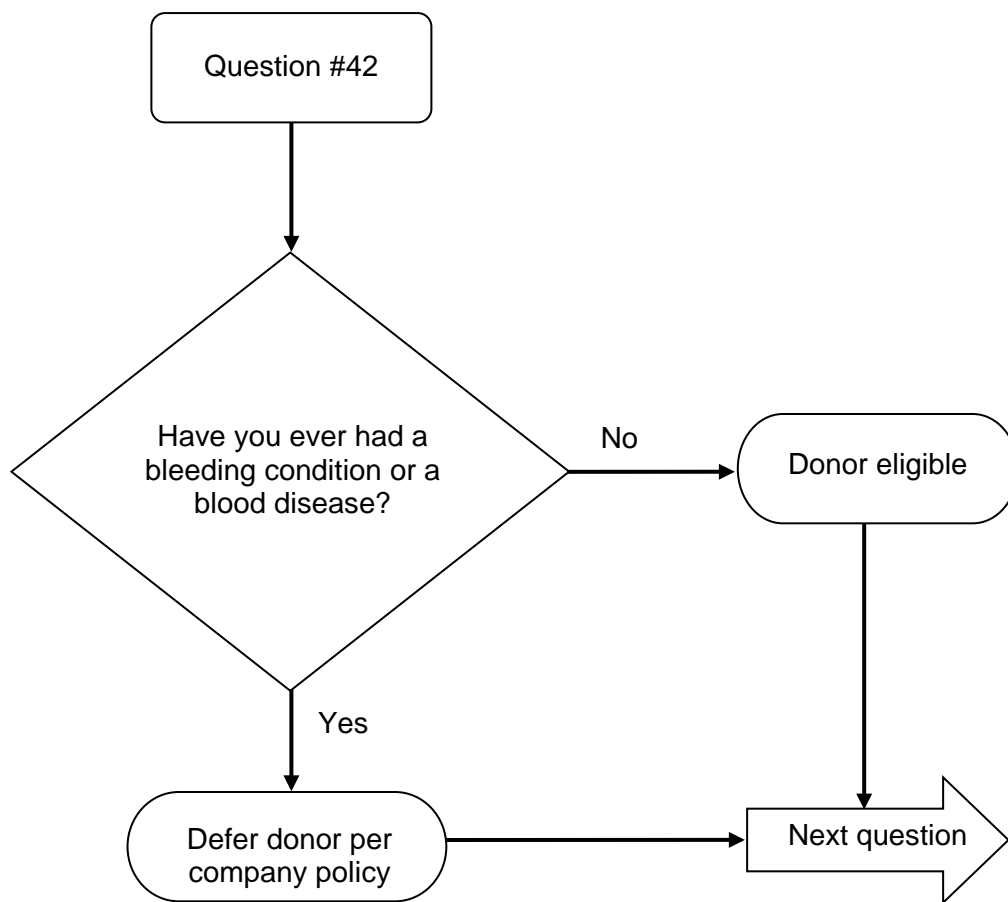 Question #42
Have you ever had a
bleeding condition or a
blood disease?
No
Donor eligible
Yes
Defer donor per
company policy
Next question